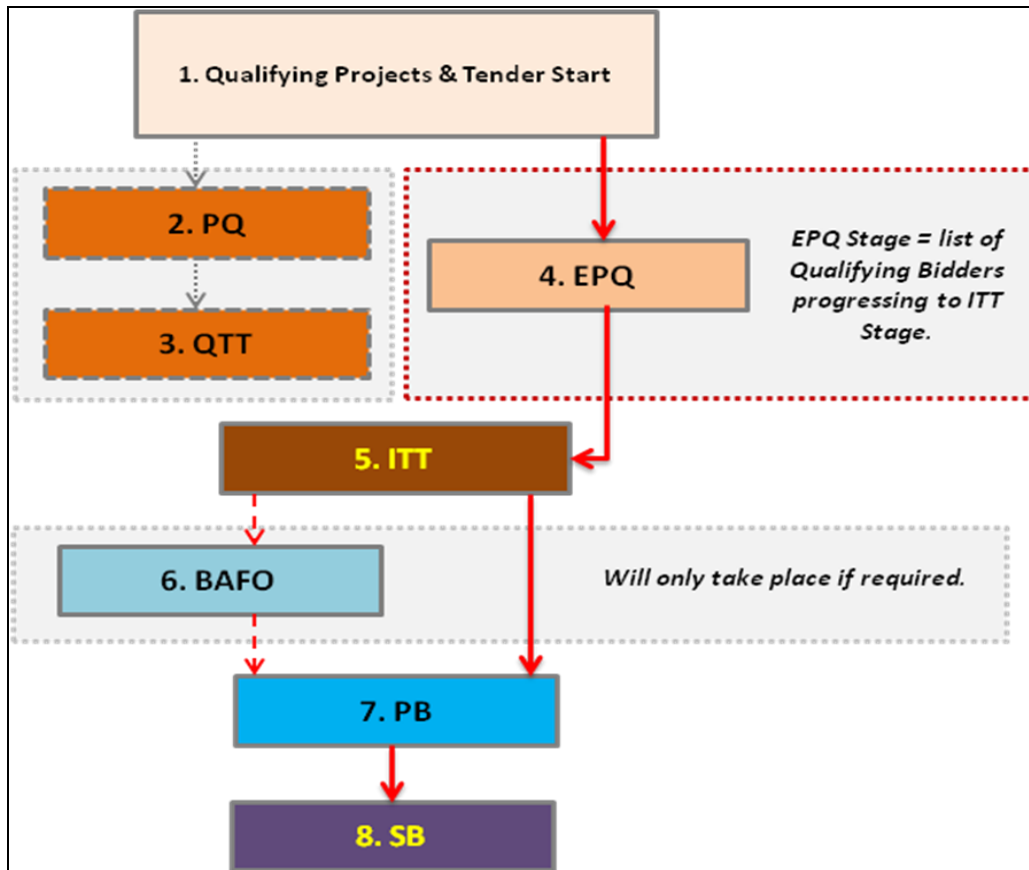 1. Qualifying Projects & Tender Start
2. PQ
3. QTT
4. EPQ
EPQ Stage = list of
Qualifying Bidders
progressing to ITT
Stage.
5. ITT
6. BAFO
Will only take place if required.
7. PB
8. SB